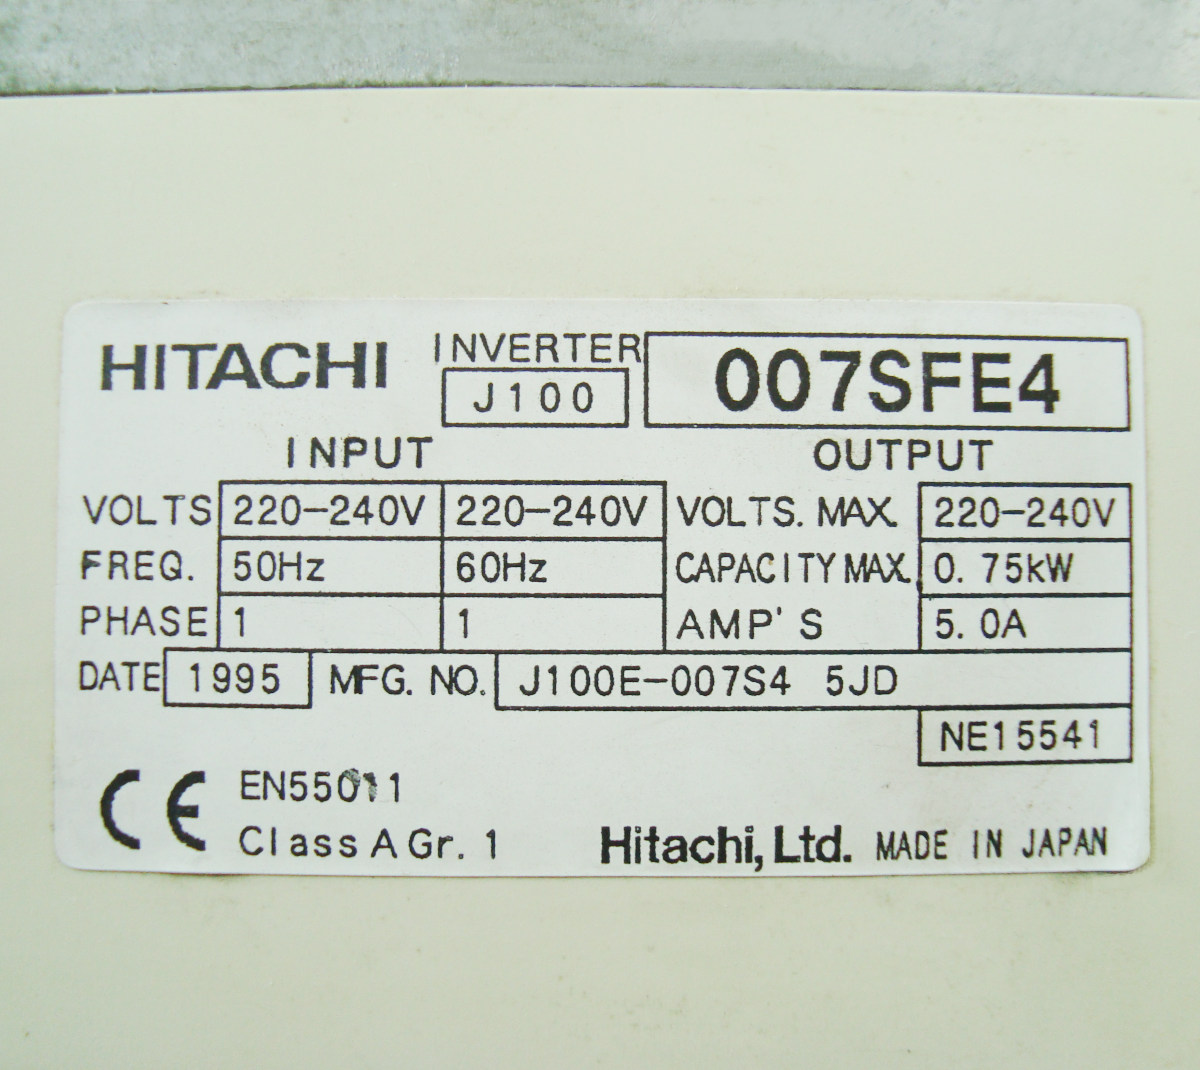 HITACHI INVERTER J100 007SFE4
INPUT OUTPUT
VOLTS 220-240V 220-240V VOLTS. MAX. 220-240V
FREQ. 50Hz 60Hz CAPACITY MAX. 0.75kW
PHASE 1 1 AMP'S 5.0A
DATE 1995 MFG. NO. J100E-007S4 5JD
NE15541
CE EN55011
Class A Gr. 1 Hitachi, Ltd. MADE IN JAPAN